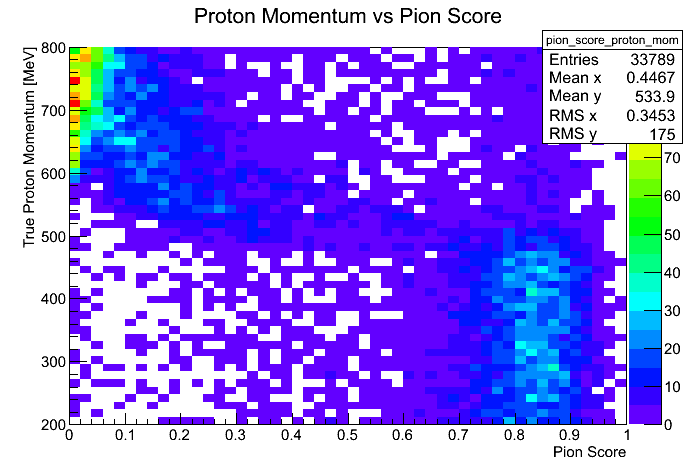 Proton Momentum vs Pion Score
pion_score_proton_mom
Entries 33789
Mean x 0.4467
Mean y 533.9
RMS x 0.3453
RMS y 175
True Proton Momentum [MeV]
800
700
600
500
400
300
200
0 0.1 0.2 0.3 0.4 0.5 0.6 0.7 0.8 0.9 1
Pion Score
70
60
50
40
30
20
10
0